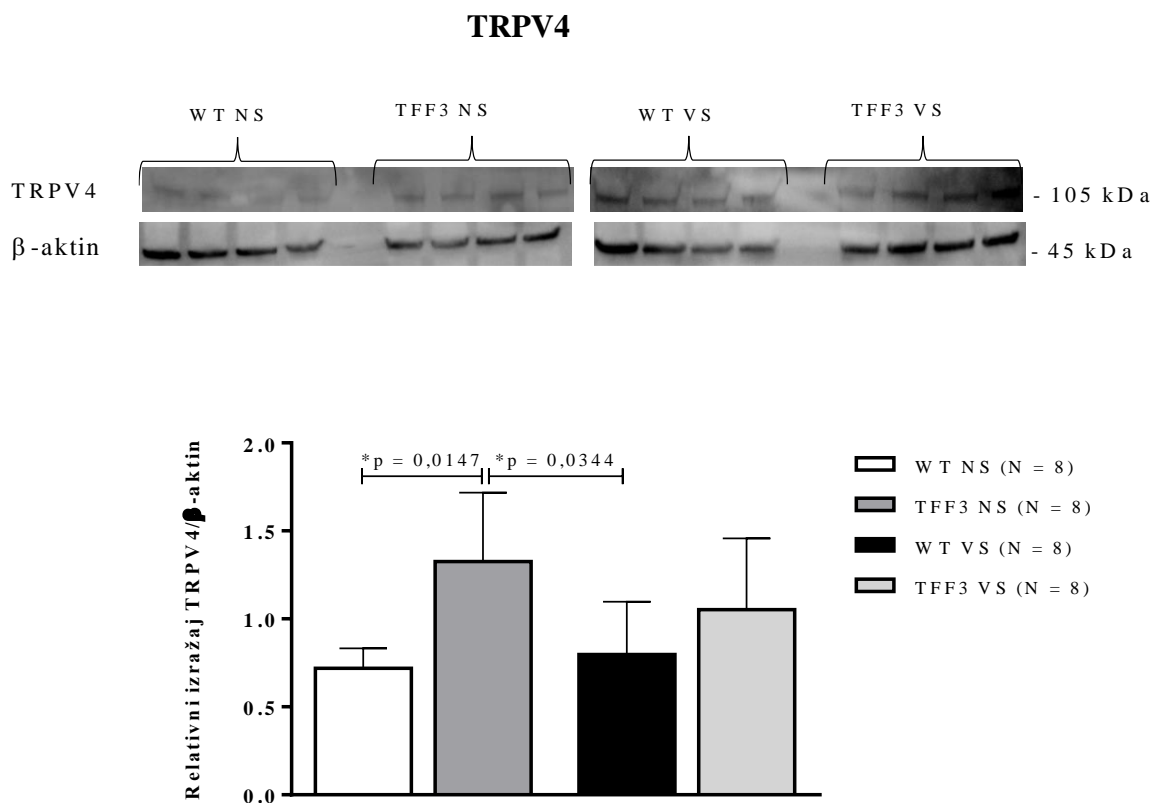 TRPV4
WT NS
TFF3 NS
WT VS
TFF3 VS
TRPV4
- 105 kDa
β-aktin
- 45 kDa
Relativni izražaj TRPV4/β-aktin
2.0
1.5
1.0
0.5
0.0
*p = 0,0147
*p = 0,0344
WT NS (N = 8)
TFF3 NS (N = 8)
WT VS (N = 8)
TFF3 VS (N = 8)